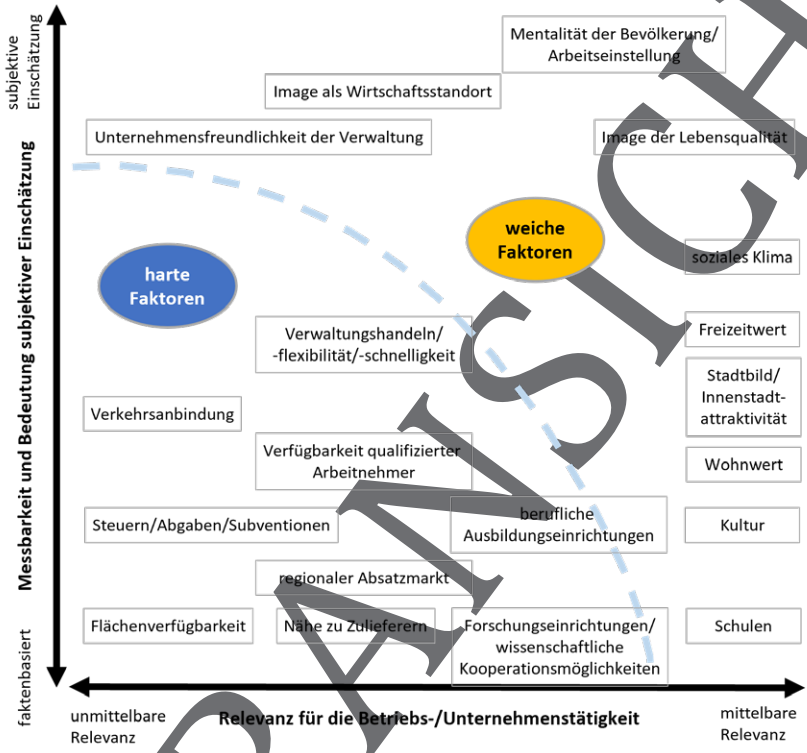 subjektive
Einschätzung
Mentalität der Bevölkerung/
Arbeitseinstellung
Image als Wirtschaftsstandort
Unternehmensfreundlichkeit der Verwaltung
Image der Lebensqualität
Messbarkeit und Bedeutung subjektiver Einschätzung
weiche
Faktoren
soziales Klima
harte
Faktoren
Verwaltungshandeln/
-flexibilität/-schnelligkeit
Freizeitwert
Stadtbild/
Innenstadt-
attraktivität
Verkehrsanbindung
Verfügbarkeit qualifizierter
Arbeitnehmer
Wohnwert
Steuern/Abgaben/Subventionen
berufliche
Ausbildungseinrichtungen
Kultur
regionaler Absatzmarkt
Flächenverfügbarkeit
Nähe zu Zulieferern
Forschungseinrichtungen/
wissenschaftliche
Kooperationsmöglichkeiten
Schulen
faktenbasiert
unmittelbare
Relevanz
Relevanz für die Betriebs-/Unternehmenstätigkeit
mittelbare
Relevanz
ANSICH